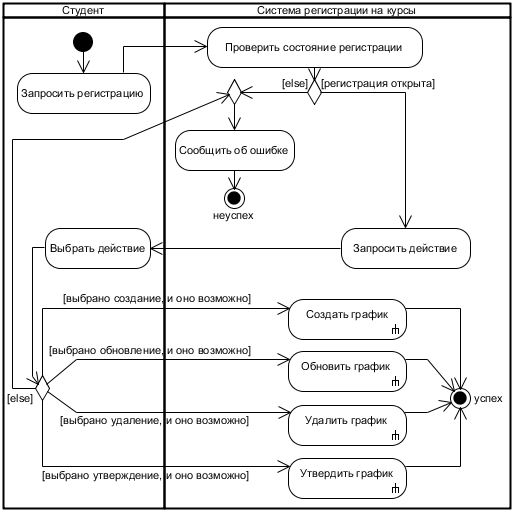 Студент
Система регистрации на курсы
Проверить состояние регистрации
Запросить регистрацию
[else]
[регистрация открыта]
Сообщить об ошибке
неуспех
Выбрать действие
Запросить действие
[выбрано создание, и оно возможно]
Создать график
[выбрано обновление, и оно возможно]
Обновить график
[else]
успех
[выбрано удаление, и оно возможно]
Удалить график
[выбрано утверждение, и оно возможно]
Утвердить график